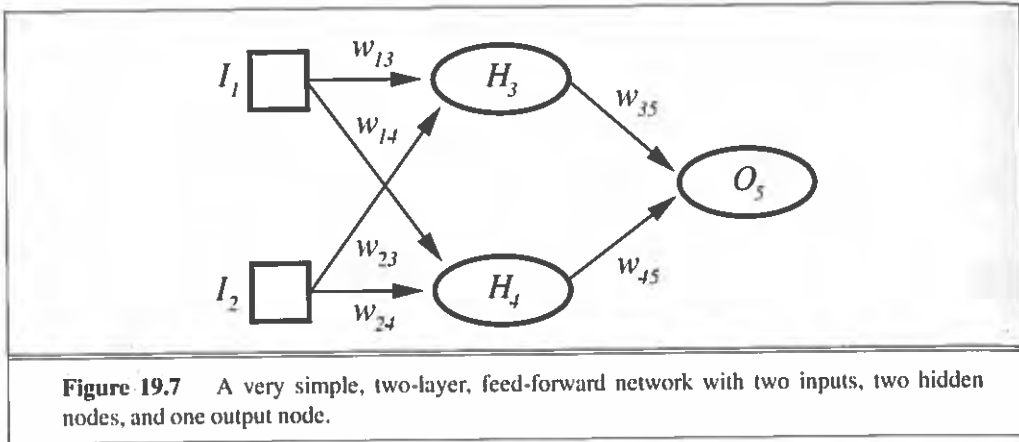 I₁
w₁₃
H₃
w₁₄
w₃₅
O₅
w₂₃
w₄₅
I₂
w₂₄
H₄
Figure 19.7 A very simple, two-layer, feed-forward network with two inputs, two hidden
nodes, and one output node.